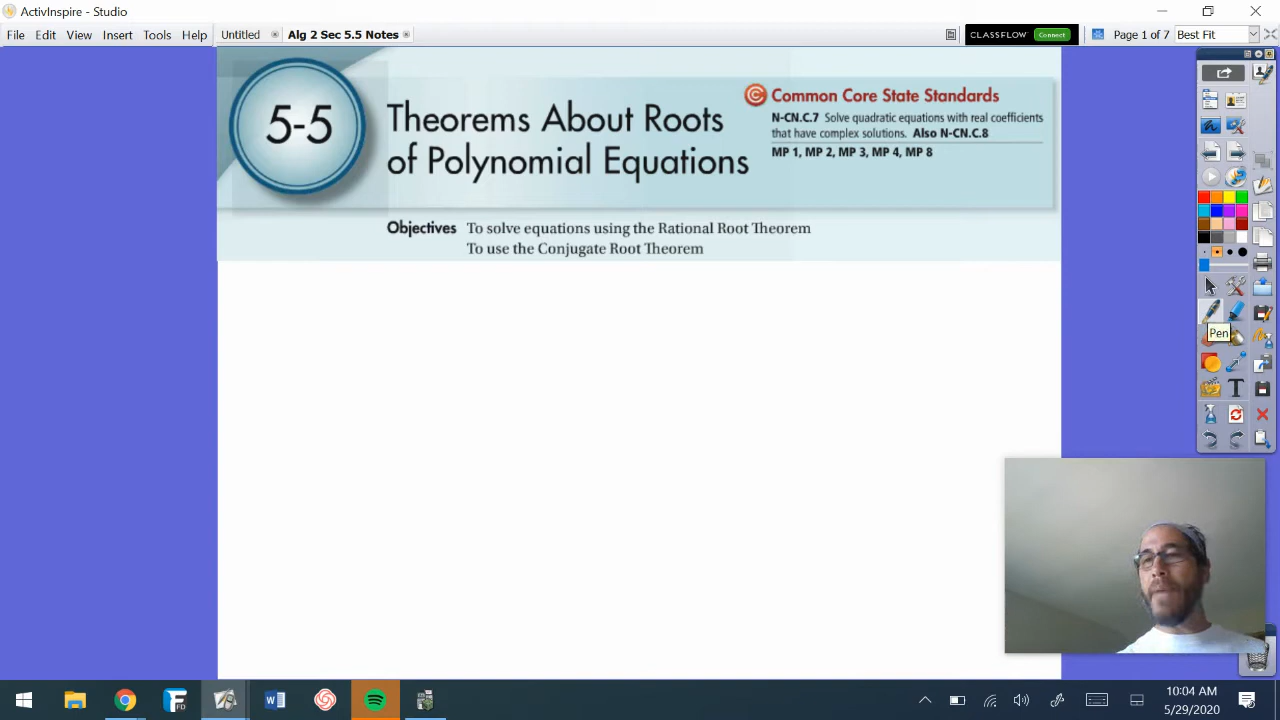 ActivInspire - Studio
File Edit View Insert Tools Help
Untitled
Alg 2 Sec 5.5 Notes
CLASSFLOW Connect
Page 1 of 7
Best Fit
5-5
Theorems About Roots
of Polynomial Equations
Common Core State Standards
N-CN.C.7 Solve quadratic equations with real coefficients
that have complex solutions. Also N-CN.C.8
MP 1, MP 2, MP 3, MP 4, MP 8
Objectives To solve equations using the Rational Root Theorem
To use the Conjugate Root Theorem
Pen
10:04 AM
5/29/2020